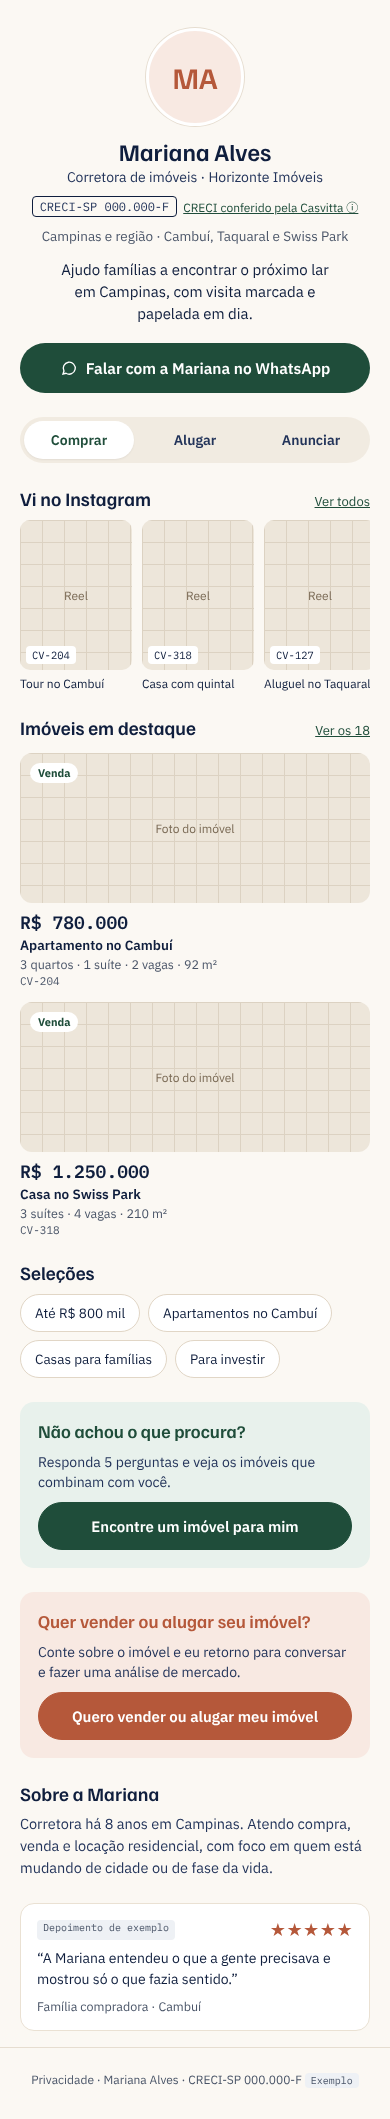 MA
Mariana Alves
Corretora de imóveis · Horizonte Imóveis
CRECI-SP 000.000-F CRECI conferido pela Casvitta ⓘ
Campinas e região · Cambuí, Taquaral e Swiss Park
Ajudo famílias a encontrar o próximo lar
em Campinas, com visita marcada e
papelada em dia.
Falar com a Mariana no WhatsApp
Comprar Alugar Anunciar
Vi no Instagram Ver todos
Reel Reel Reel
CV-204 CV-318 CV-127
Tour no Cambuí Casa com quintal Aluguel no Taquaral
Imóveis em destaque Ver os 18
Venda
Foto do imóvel
R$ 780.000
Apartamento no Cambuí
3 quartos · 1 suíte · 2 vagas · 92 m²
CV-204
Venda
Foto do imóvel
R$ 1.250.000
Casa no Swiss Park
3 suítes · 4 vagas · 210 m²
CV-318
Seleções
Até R$ 800 mil Apartamentos no Cambuí
Casas para famílias Para investir
Não achou o que procura?
Responda 5 perguntas e veja os imóveis que
combinam com você.
Encontre um imóvel para mim
Quer vender ou alugar seu imóvel?
Conte sobre o imóvel e eu retorno para conversar
e fazer uma análise de mercado.
Quero vender ou alugar meu imóvel
Sobre a Mariana
Corretora há 8 anos em Campinas. Atendo compra,
venda e locação residencial, com foco em quem está
mudando de cidade ou de fase da vida.
Depoimento de exemplo ★★★★★
“A Mariana entendeu o que a gente precisava e
mostrou só o que fazia sentido.”
Família compradora · Cambuí
Privacidade · Mariana Alves · CRECI-SP 000.000-F Exemplo